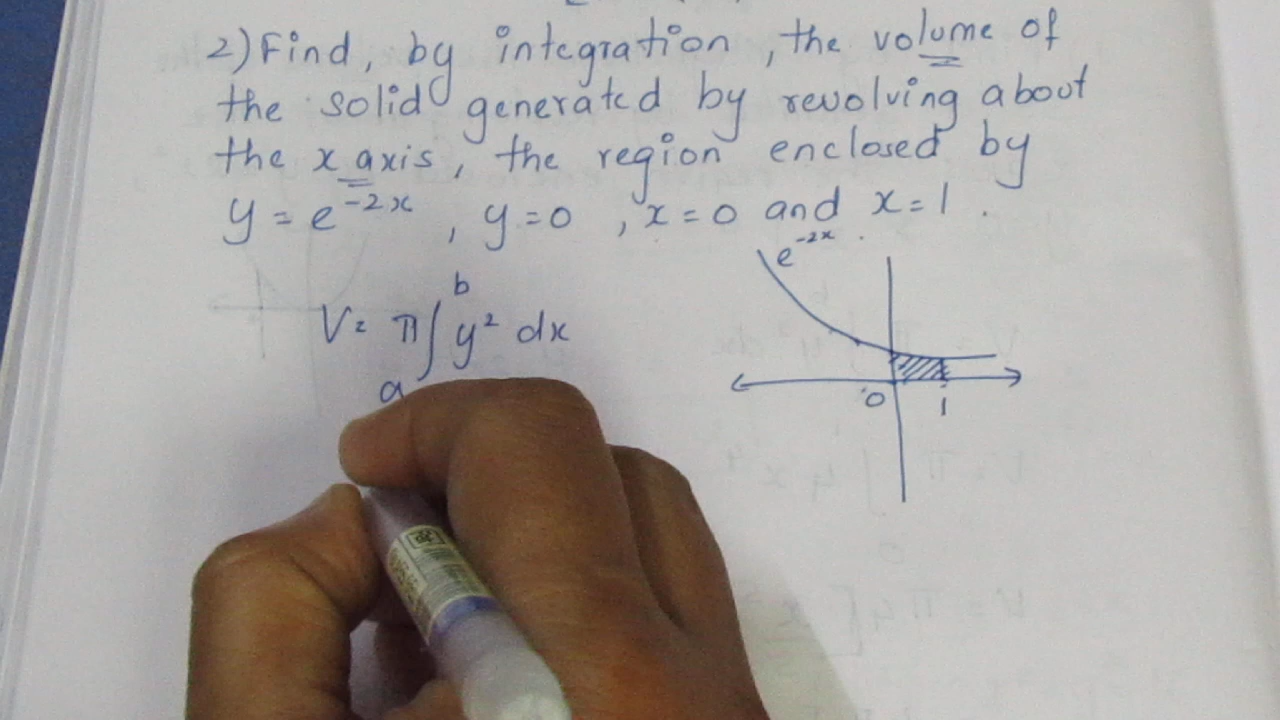 2) Find, by integration, the volume of
the solid generated by revolving about
the x axis, the region enclosed by
y = e^{-2x}, y = 0, x = 0 and x = 1.
e^{-2x}
V = π∫_a^b y² dx
0
1